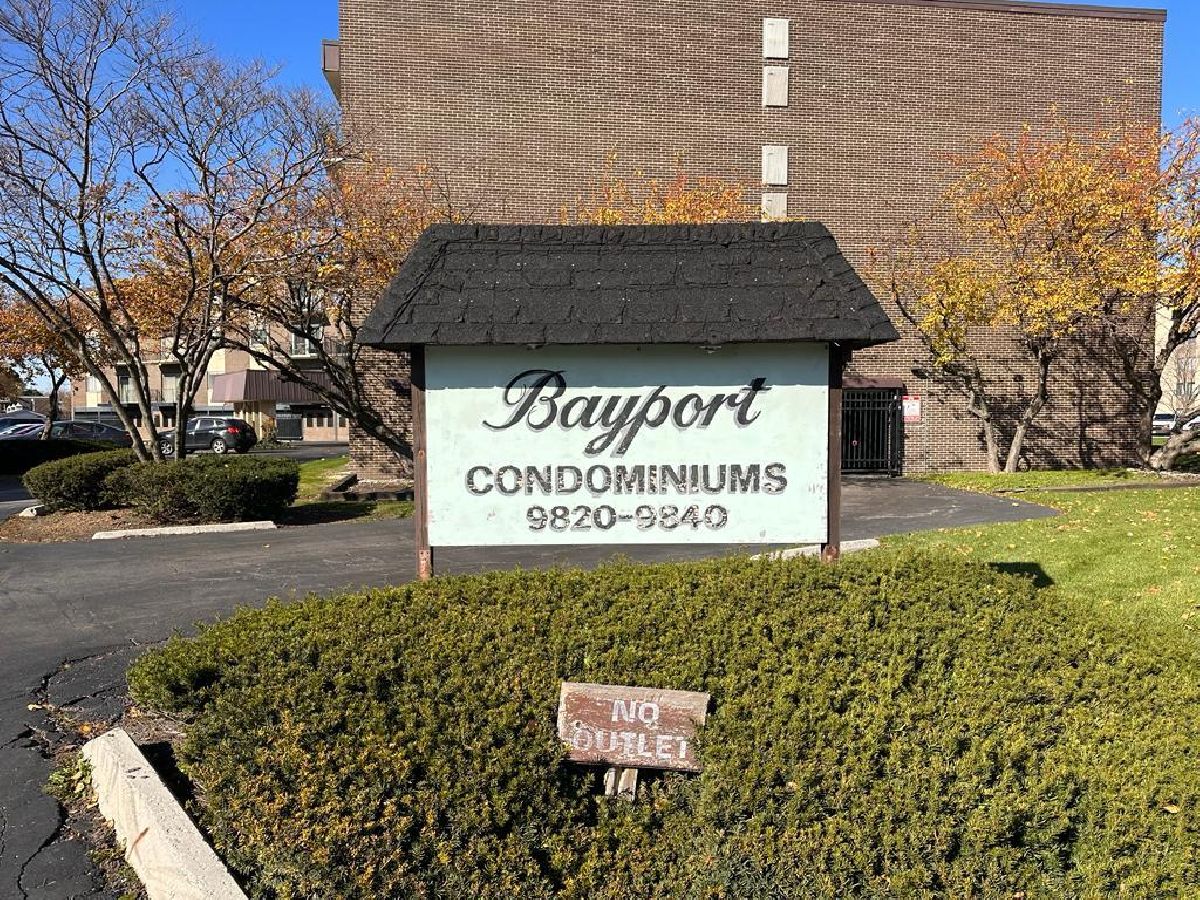 Bayport
CONDOMINIUMS
9820-9840
NO
OUTLET